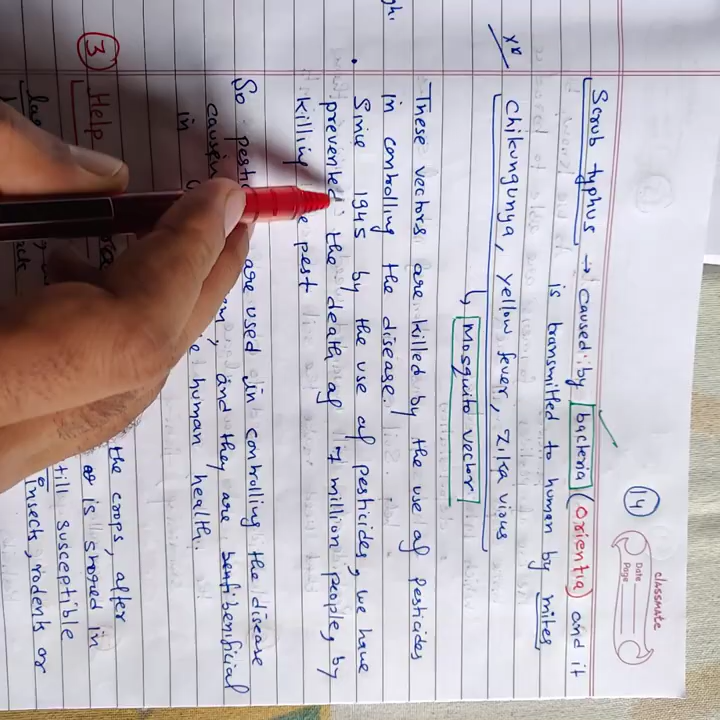 classmate
Date
Page
14
Scrub typhus → caused by bacteria (orientia) and it
is transmitted to human by mites
Chikungunya, yellow fever, Zika virus
↳ Mosquito vector
These vectors are killed by the use of pesticides
in controlling the disease.
Since 1945 by the use of pesticides, we have
prevented the death of 7 million people, by
killing pest
So are used in controlling the disease
and they are benificial
in human health.
③ Help the crops, after
is stored in
till susceptible
insects, rodents or